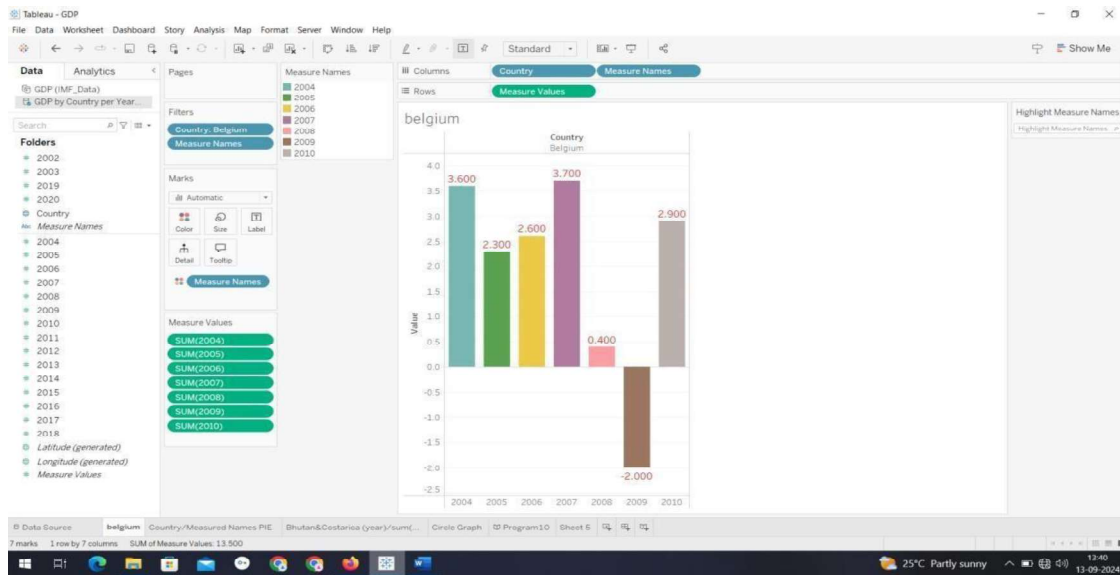 Tableau - GDP
File Data Worksheet Dashboard Story Analysis Map Format Server Window Help
Standard
Show Me
Data Analytics
GDP (IMF_Data)
GDP by Country per Year...
Search
Folders
2002
2003
2019
2020
Country
Abc Measure Names
2004
2005
2006
2007
2008
2009
2010
2011
2012
2013
2014
2015
2016
2017
2018
Latitude (generated)
Longitude (generated)
Measure Values
Pages
Filters
Country: Belgium
Measure Names
Marks
Automatic
Color Size Label
Detail Tooltip
Measure Names
Measure Values
SUM(2004)
SUM(2005)
SUM(2006)
SUM(2007)
SUM(2008)
SUM(2009)
SUM(2010)
Measure Names
2004
2005
2006
2007
2008
2009
2010
Columns Country Measure Names
Rows Measure Values
belgium
Country
Belgium
Value
4.0
3.5
3.0
2.5
2.0
1.5
1.0
0.5
0.0
-0.5
-1.0
-1.5
-2.0
-2.5
3.600
2.300
2.600
3.700
0.400
-2.000
2.900
2004 2005 2006 2007 2008 2009 2010
Highlight Measure Names
Highlight Measure Names
Data Source belgium Country/Measured Names PIE Bhutan&Costarica (year)/sum(... Circle Graph Program10 Sheet 6
7 marks 1 row by 7 columns SUM of Measure Values: 13.500
25°C Partly sunny
13:40
13-09-2024